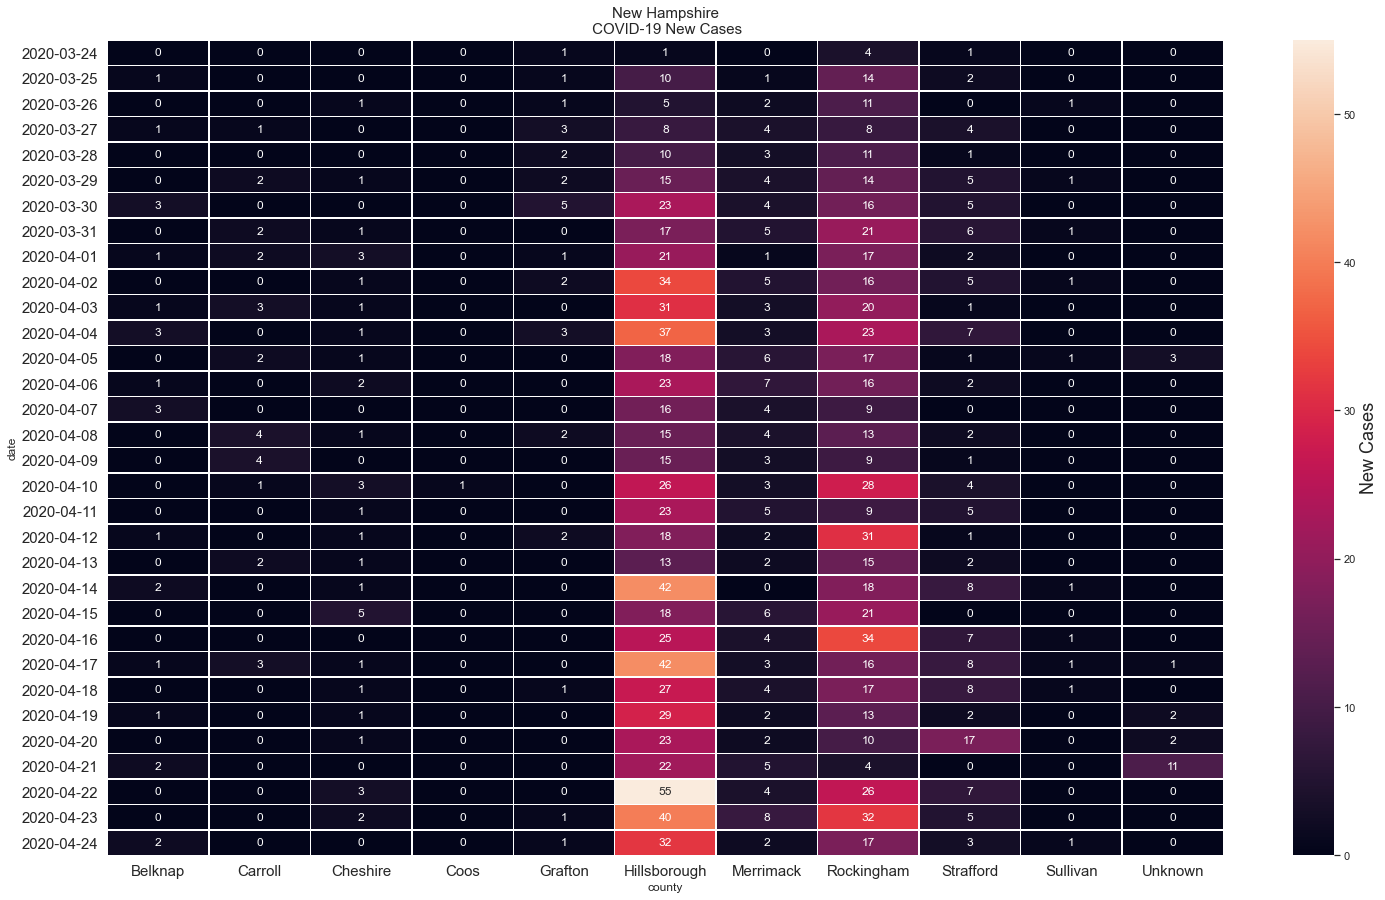 New Hampshire
COVID-19 New Cases
2020-03-24 0 0 0 0 1 1 0 4 1 0 0
2020-03-25 1 0 0 0 1 10 1 14 2 0 0
2020-03-26 0 0 1 0 1 5 2 11 0 1 0
2020-03-27 1 1 0 0 3 8 4 8 4 0 0
2020-03-28 0 0 0 0 2 10 3 11 1 0 0
2020-03-29 0 2 1 0 2 15 4 14 5 1 0
2020-03-30 3 0 0 0 5 23 4 16 5 0 0
2020-03-31 0 2 1 0 0 17 5 21 6 1 0
2020-04-01 1 2 3 0 1 21 1 17 2 0 0
2020-04-02 0 0 1 0 2 34 5 16 5 1 0
2020-04-03 1 3 1 0 0 31 3 20 1 0 0
2020-04-04 3 0 1 0 3 37 3 23 7 0 0
2020-04-05 0 2 1 0 0 18 6 17 1 1 3
2020-04-06 1 0 2 0 0 23 7 16 2 0 0
2020-04-07 3 0 0 0 0 16 4 9 0 0 0
2020-04-08 0 4 1 0 2 15 4 13 2 0 0
2020-04-09 0 4 0 0 0 15 3 9 1 0 0
2020-04-10 0 1 3 1 0 26 3 28 4 0 0
2020-04-11 0 0 1 0 0 23 5 9 5 0 0
2020-04-12 1 0 1 0 2 18 2 31 1 0 0
2020-04-13 0 2 1 0 0 13 2 15 2 0 0
2020-04-14 2 0 1 0 0 42 0 18 8 1 0
2020-04-15 0 0 5 0 0 18 6 21 0 0 0
2020-04-16 0 0 0 0 0 25 4 34 7 1 0
2020-04-17 1 3 1 0 0 42 3 16 8 1 1
2020-04-18 0 0 1 0 1 27 4 17 8 1 0
2020-04-19 1 0 1 0 0 29 2 13 2 0 2
2020-04-20 0 0 1 0 0 23 2 10 17 0 2
2020-04-21 2 0 0 0 0 22 5 4 0 0 11
2020-04-22 0 0 3 0 0 55 4 26 7 0 0
2020-04-23 0 0 2 0 1 40 8 32 5 0 0
2020-04-24 2 0 0 0 1 32 2 17 3 1 0
Belknap Carroll Cheshire Coos Grafton Hillsborough Merrimack Rockingham Strafford Sullivan Unknown
county
date
50
40
30
20
10
0
New Cases